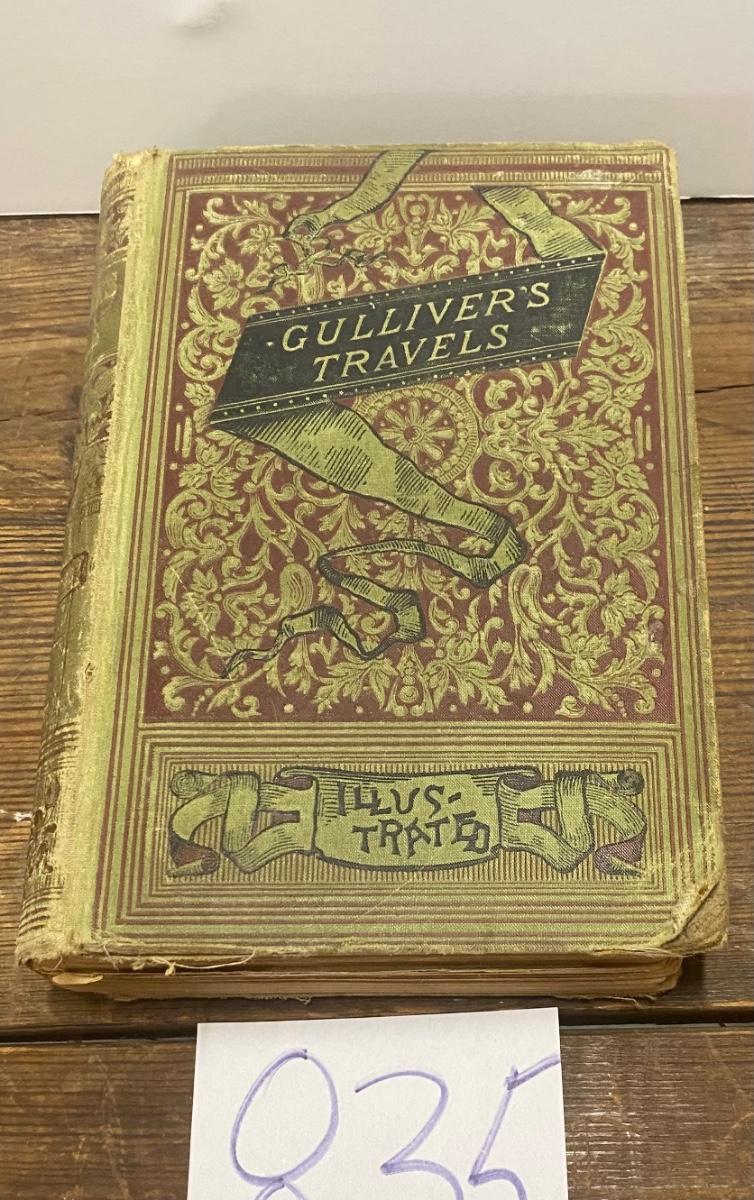 GULLIVER'S
TRAVELS
ILLUS-
TRATED
835